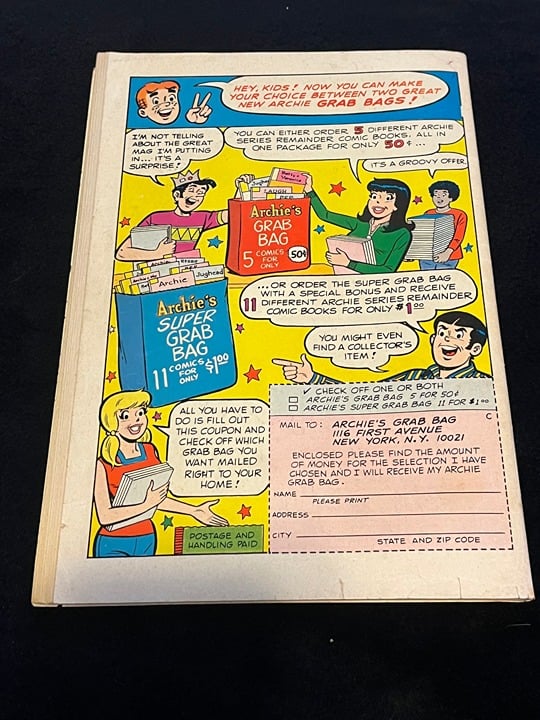 HEY, KIDS! NOW YOU CAN MAKE
YOUR CHOICE BETWEEN TWO GREAT
NEW ARCHIE GRAB BAGS!
I'M NOT TELLING
ABOUT THE GREAT
MAG I'M PUTTING
IN... IT'S A
SURPRISE!
YOU CAN EITHER ORDER 5 DIFFERENT ARCHIE
SERIES REMAINDER COMIC BOOKS, ALL IN
ONE PACKAGE FOR ONLY 50¢...
IT'S A GROOVY OFFER.
LAUGH
Archie's
GRAB
BAG
5 COMICS
FOR
ONLY
50¢
Archie
Jughead
Archie's
SUPER
GRAB
BAG
11 COMICS
FOR
ONLY
$1.00
...OR ORDER THE SUPER GRAB BAG
WITH A SPECIAL BONUS AND RECEIVE
11 DIFFERENT ARCHIE SERIES REMAINDER
COMIC BOOKS FOR ONLY $1.00
YOU MIGHT EVEN
FIND A COLLECTOR'S
ITEM!
ALL YOU HAVE TO
DO IS FILL OUT
THIS COUPON AND
CHECK OFF WHICH
GRAB BAG YOU
WANT MAILED
RIGHT TO YOUR
HOME!
POSTAGE AND
HANDLING PAID
✓ CHECK OFF ONE OR BOTH
□ ARCHIE'S GRAB BAG 5 FOR 50¢
□ ARCHIE'S SUPER GRAB BAG 11 FOR $1.00
C
MAIL TO: ARCHIE'S GRAB BAG
1116 FIRST AVENUE
NEW YORK, N.Y. 10021
ENCLOSED PLEASE FIND THE AMOUNT
OF MONEY FOR THE SELECTION I HAVE
CHOSEN AND I WILL RECEIVE MY ARCHIE
GRAB BAG.
NAME
PLEASE PRINT
ADDRESS
CITY
STATE AND ZIP CODE